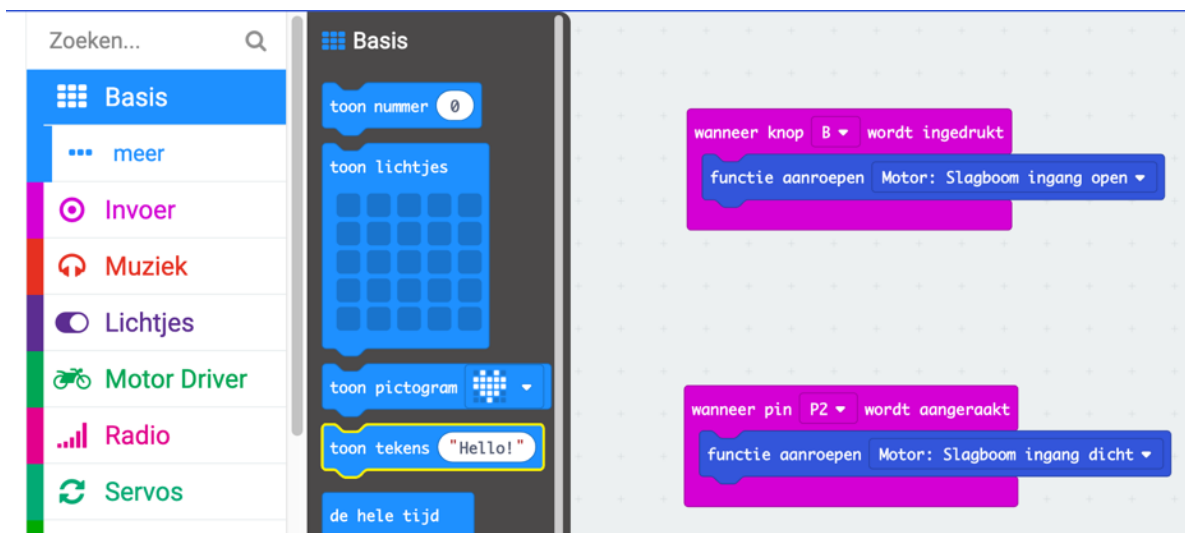 Zoeken...
Basis
meer
Invoer
Muziek
Lichtjes
Motor Driver
Radio
Servos
Basis
toon nummer 0
toon lichtjes
toon pictogram
toon tekens "Hello!"
de hele tijd
wanneer knop B wordt ingedrukt
functie aanroepen Motor: Slagboom ingang open
wanneer pin P2 wordt aangeraakt
functie aanroepen Motor: Slagboom ingang dicht